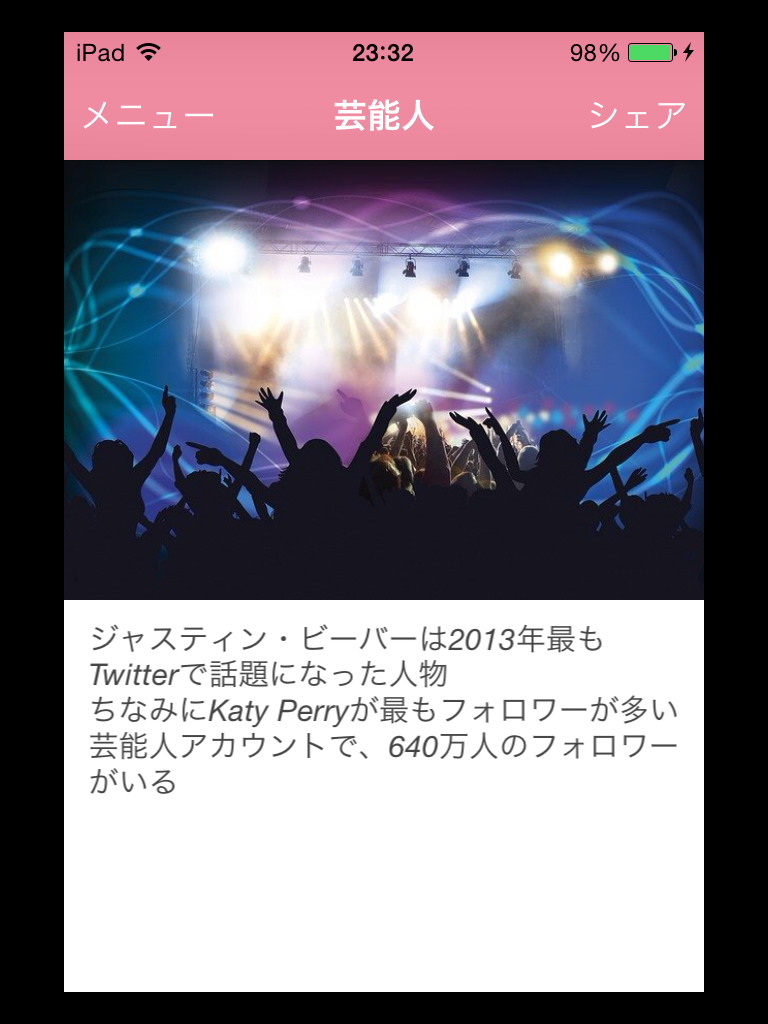 iPad 23:32 98%
メニュー 芸能人 シェア
ジャスティン・ビーバーは2013年最も
Twitterで話題になった人物
ちなみにKaty Perryが最もフォロワーが多い
芸能人アカウントで、640万人のフォロワー
がいる